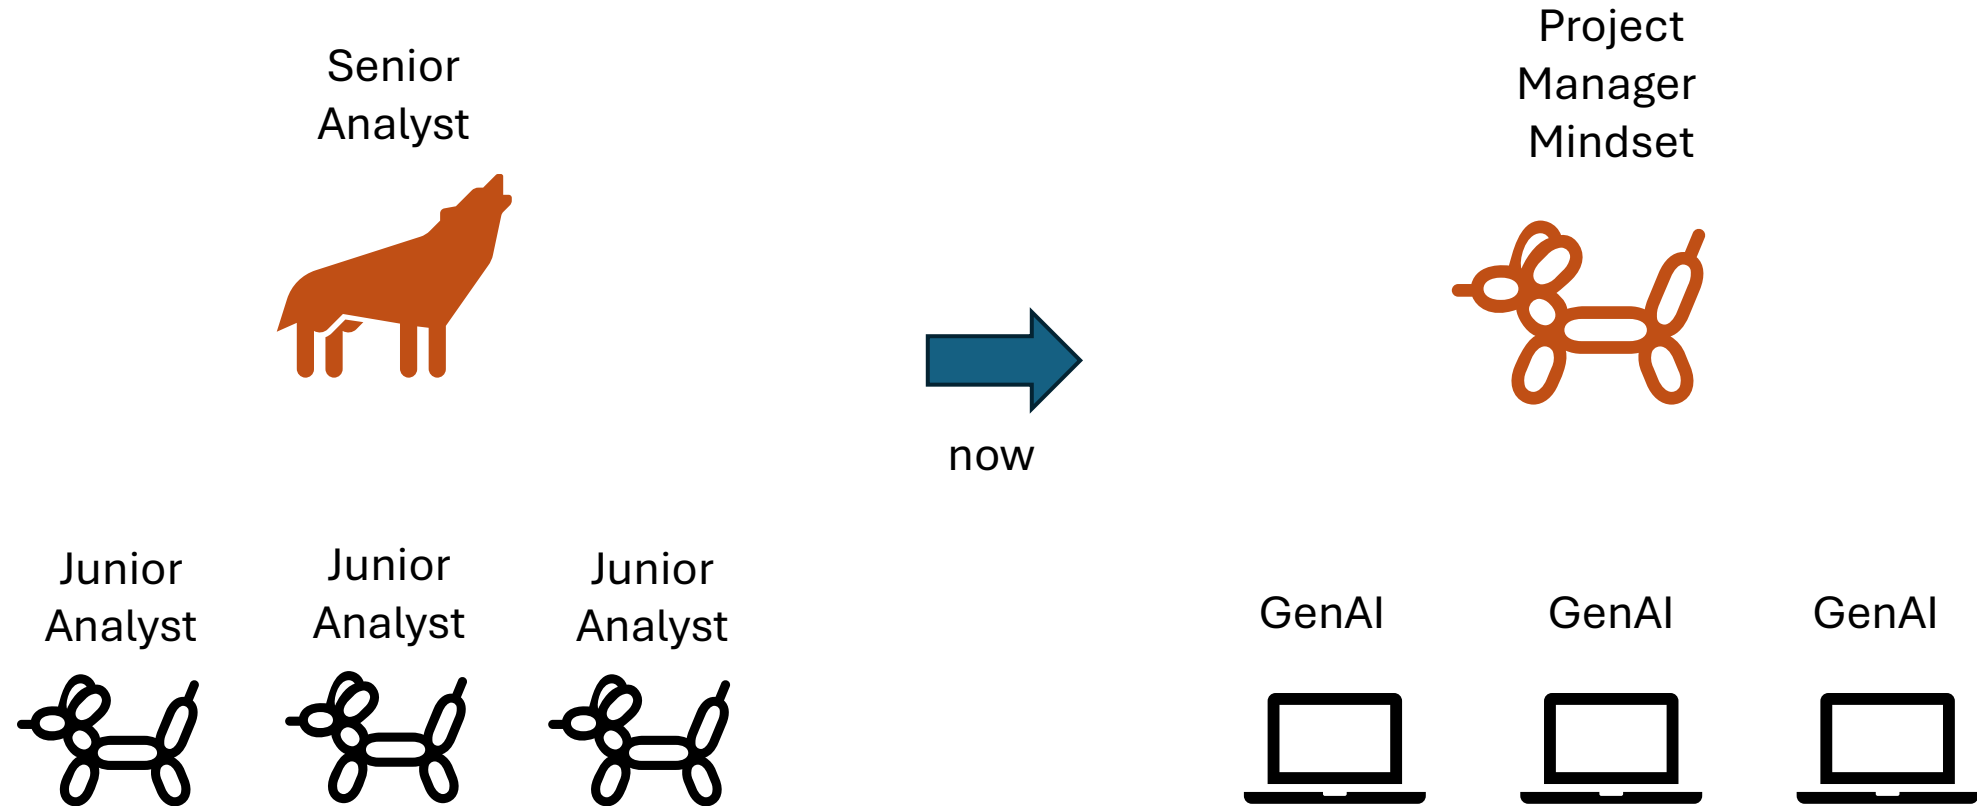 Senior
Analyst
Project
Manager
Mindset
now
Junior
Analyst
Junior
Analyst
Junior
Analyst
GenAI
GenAI
GenAI